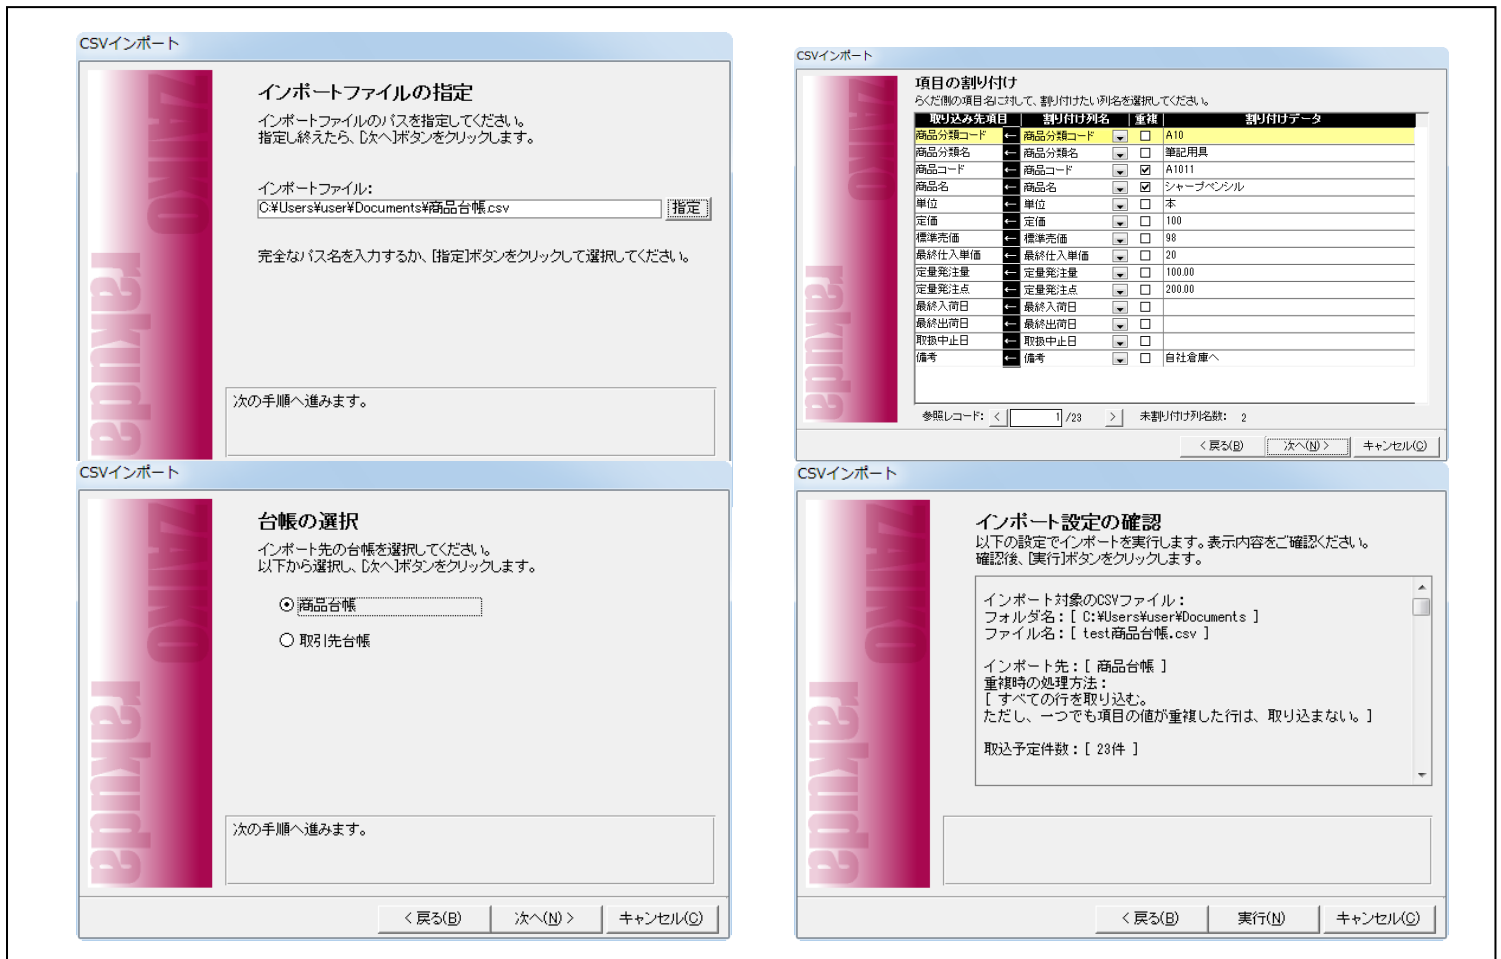 CSVインポート
ZAIKO
rakuda
インポートファイルの指定
インポートファイルのパスを指定してください。
指定し終えたら、[次へ]ボタンをクリックします。
インポートファイル:
C:¥Users¥user¥Documents¥商品台帳.csv
指定
完全なパス名を入力するか、[指定]ボタンをクリックして選択してください。
次の手順へ進みます。
CSVインポート
ZAIKO
rakuda
項目の割り付け
らくだ側の項目名に対して、割り付けたい列名を選択してください。
取り込み先項目 割り付け列名 重複 割り付けデータ
商品分類コード ← 商品分類コード A10
商品分類名 ← 商品分類名 筆記用具
商品コード ← 商品コード A1011
商品名 ← 商品名 シャープペンシル
単位 ← 単位 本
定価 ← 定価 100
標準売価 ← 標準売価 98
最終仕入単価 ← 最終仕入単価 20
定量発注量 ← 定量発注量 100.00
定量発注点 ← 定量発注点 200.00
最終入荷日 ← 最終入荷日
最終出荷日 ← 最終出荷日
取扱中止日 ← 取扱中止日
備考 ← 備考 自社倉庫へ
参照レコード: < 1 /23 > 未割り付け列名数: 2
< 戻る(B) 次へ(N) > キャンセル(C)
CSVインポート
ZAIKO
rakuda
台帳の選択
インポート先の台帳を選択してください。
以下から選択し、[次へ]ボタンをクリックします。
商品台帳
取引先台帳
次の手順へ進みます。
< 戻る(B) 次へ(N) > キャンセル(C)
CSVインポート
ZAIKO
rakuda
インポート設定の確認
以下の設定でインポートを実行します。表示内容をご確認ください。
確認後、[実行]ボタンをクリックします。
インポート対象のCSVファイル:
フォルダ名:[ C:¥Users¥user¥Documents ]
ファイル名:[ test商品台帳.csv ]
インポート先:[ 商品台帳 ]
重複時の処理方法:
[ すべての行を取り込む。
ただし、一つでも項目の値が重複した行は、取り込まない。]
取込予定件数:[ 23件 ]
< 戻る(B) 実行(N) キャンセル(C)